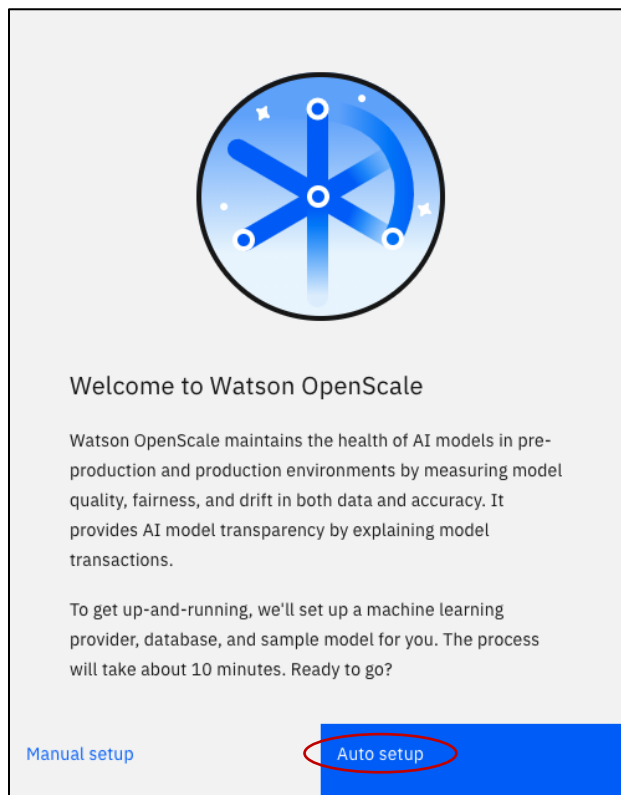 Welcome to Watson OpenScale
Watson OpenScale maintains the health of AI models in pre-
production and production environments by measuring model
quality, fairness, and drift in both data and accuracy. It
provides AI model transparency by explaining model
transactions.
To get up-and-running, we'll set up a machine learning
provider, database, and sample model for you. The process
will take about 10 minutes. Ready to go?
Manual setup
Auto setup